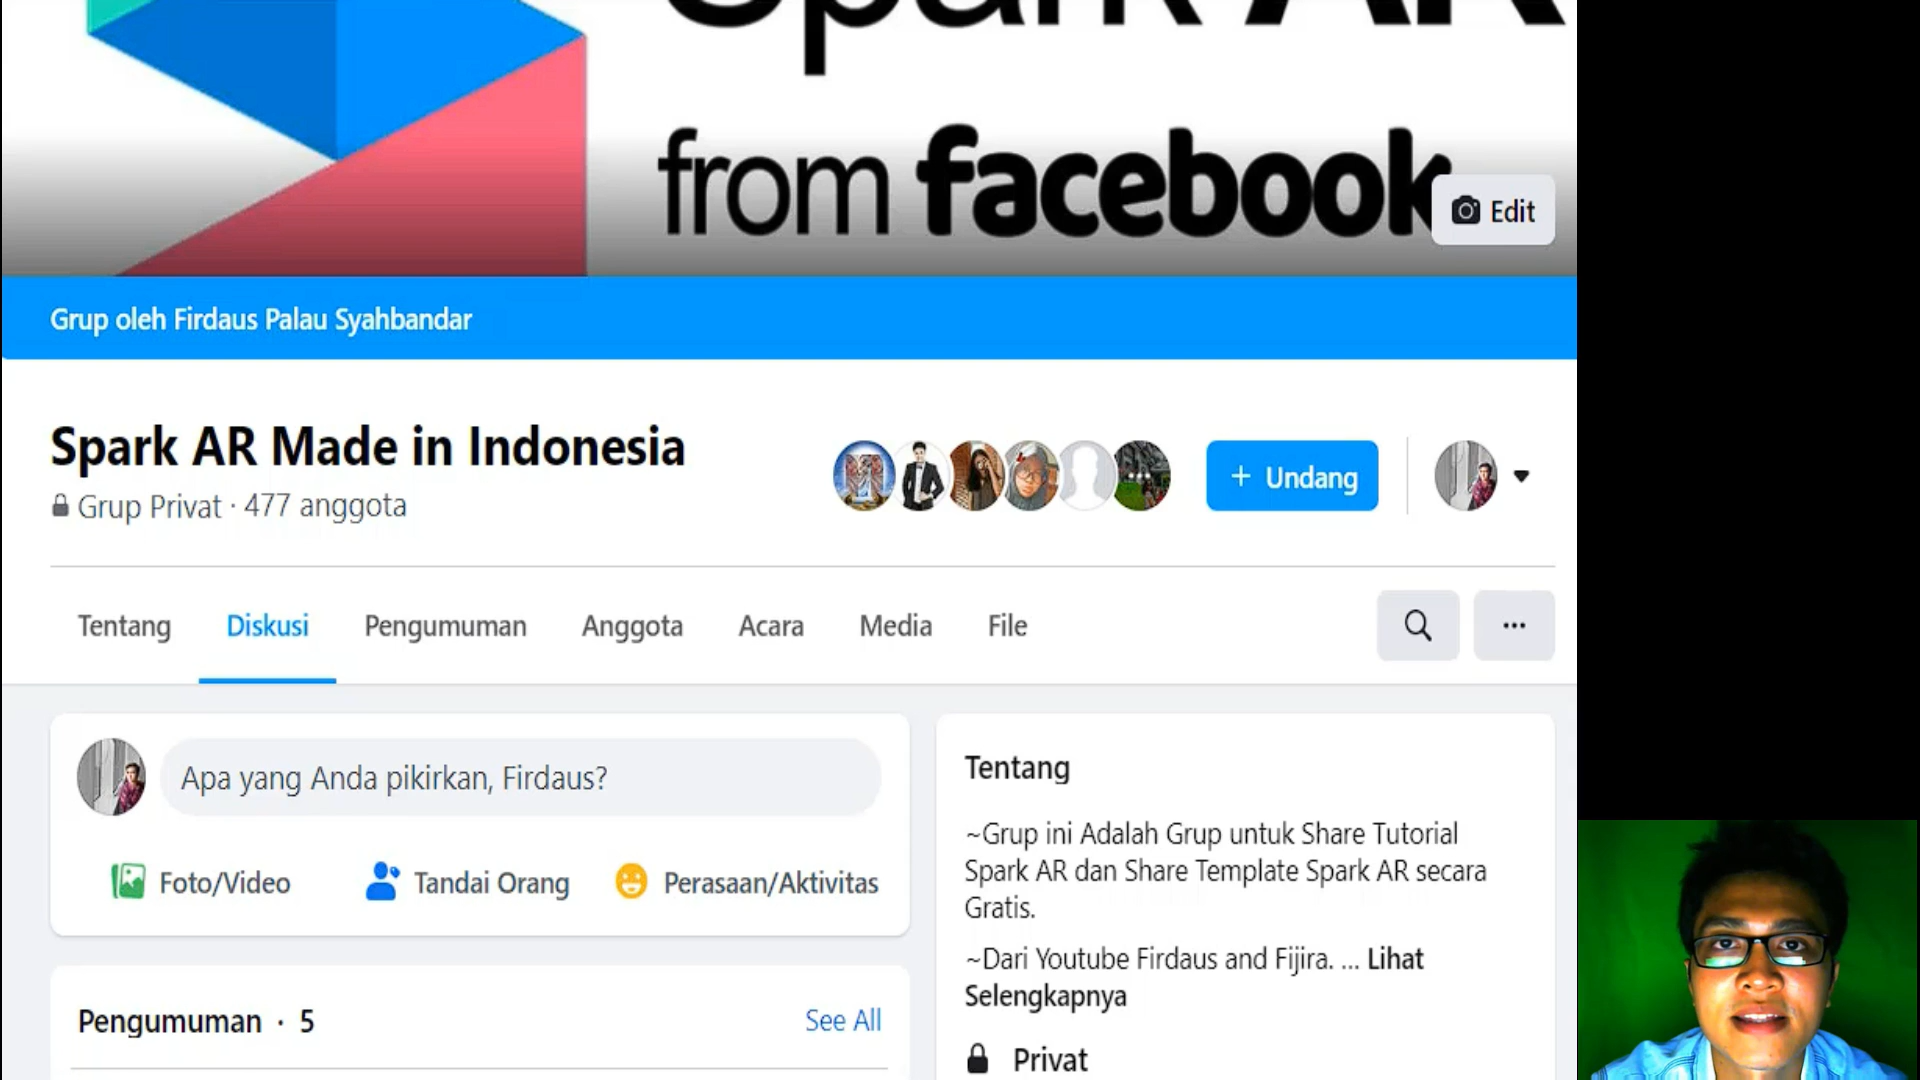 Spark AR
from facebook
Edit
Grup oleh Firdaus Palau Syahbandar
Spark AR Made in Indonesia
Grup Privat · 477 anggota
+ Undang
Tentang Diskusi Pengumuman Anggota Acara Media File
Apa yang Anda pikirkan, Firdaus?
Foto/Video Tandai Orang Perasaan/Aktivitas
Pengumuman · 5 See All
Tentang
~Grup ini Adalah Grup untuk Share Tutorial
Spark AR dan Share Template Spark AR secara
Gratis.
~Dari Youtube Firdaus and Fijira. ... Lihat
Selengkapnya
Privat